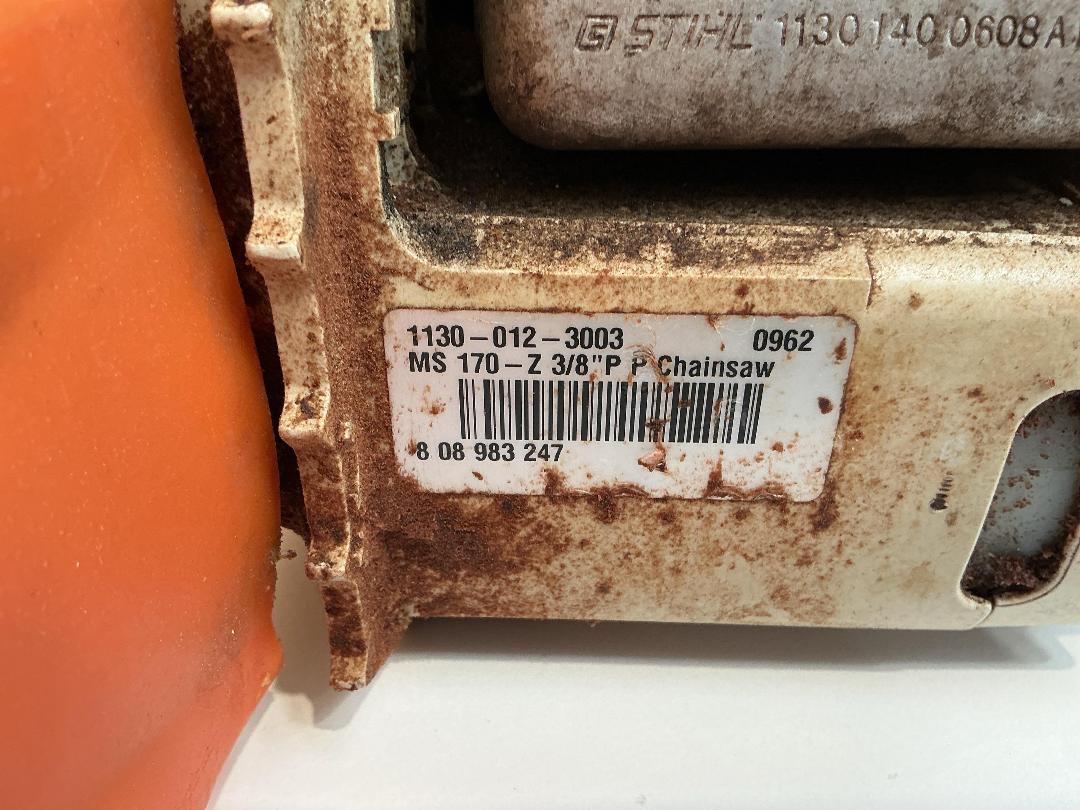 STIHL 1130 140 0608 A
1130-012-3003 0962
MS 170-Z 3/8"P P Chainsaw
8 08 983 247